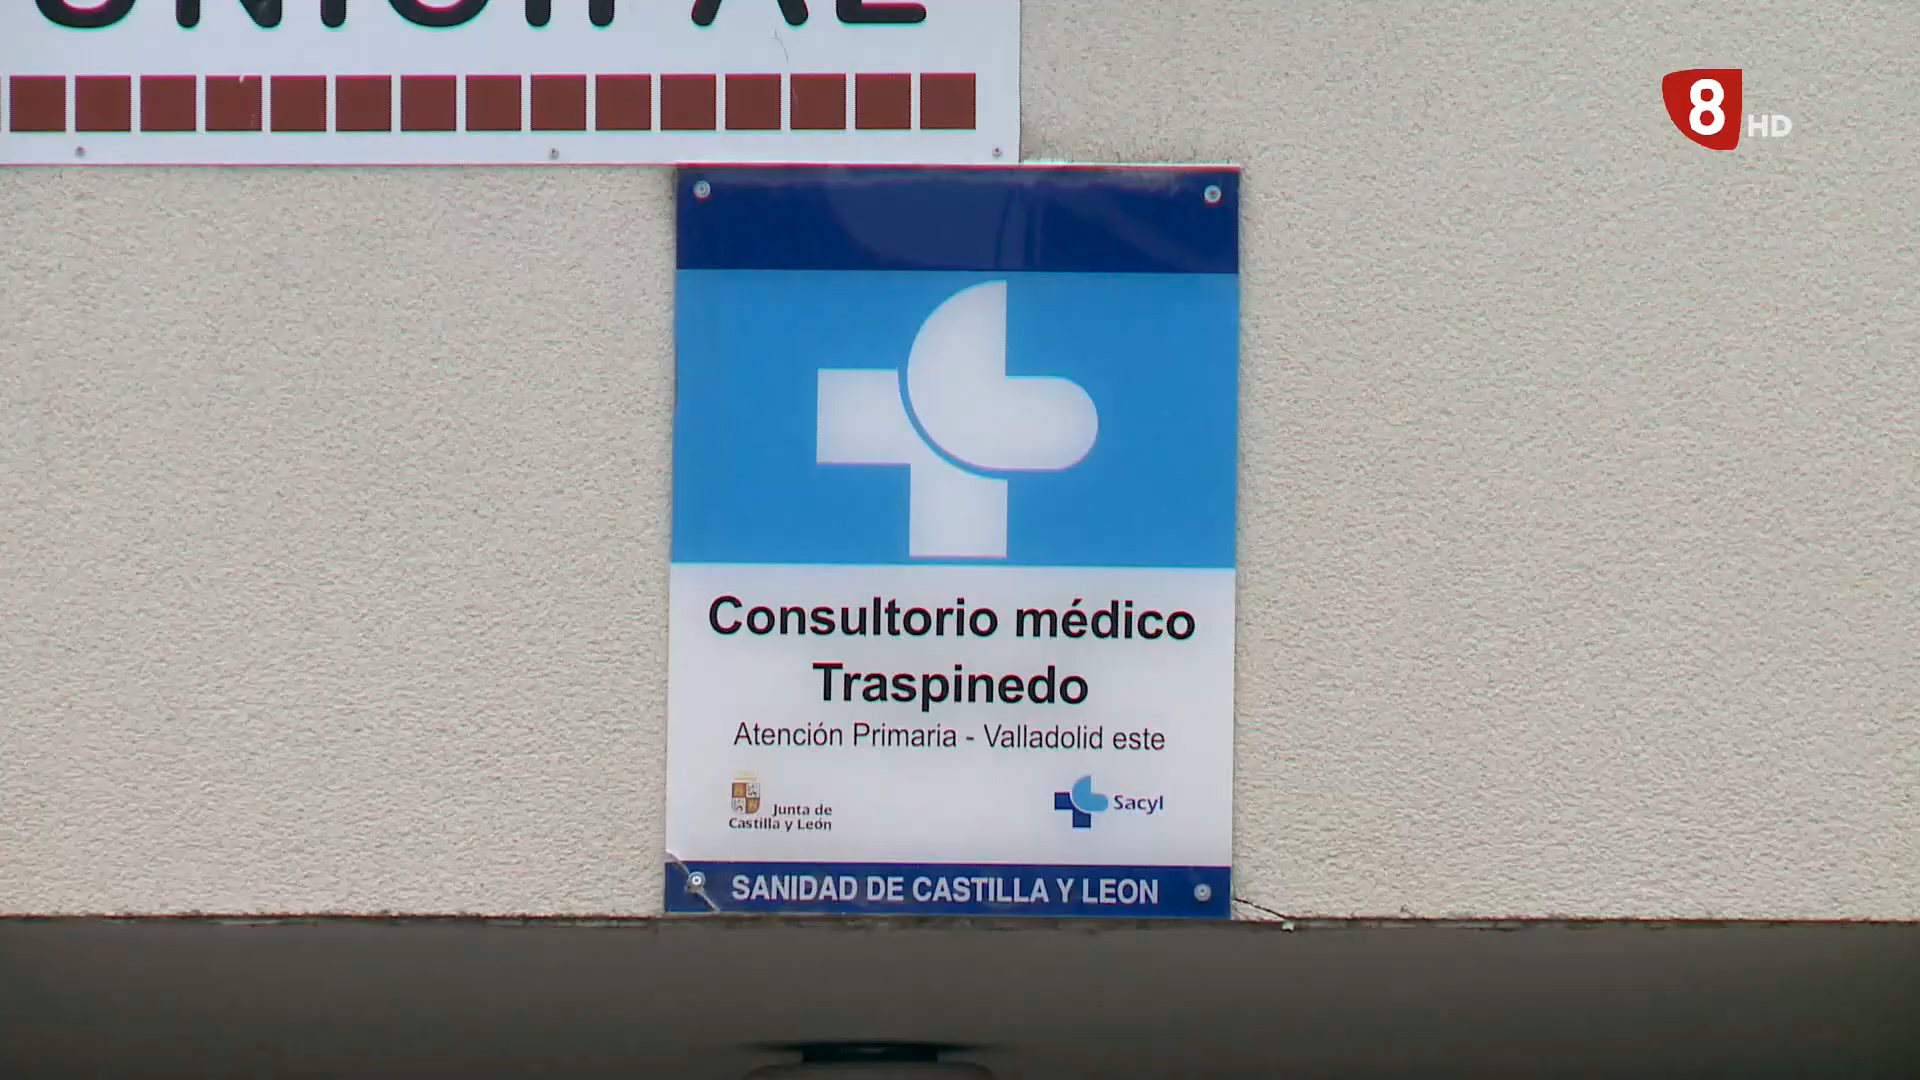 8 HD
Consultorio médico
Traspinedo
Atención Primaria - Valladolid este
Junta de
Castilla y León
Sacyl
SANIDAD DE CASTILLA Y LEON